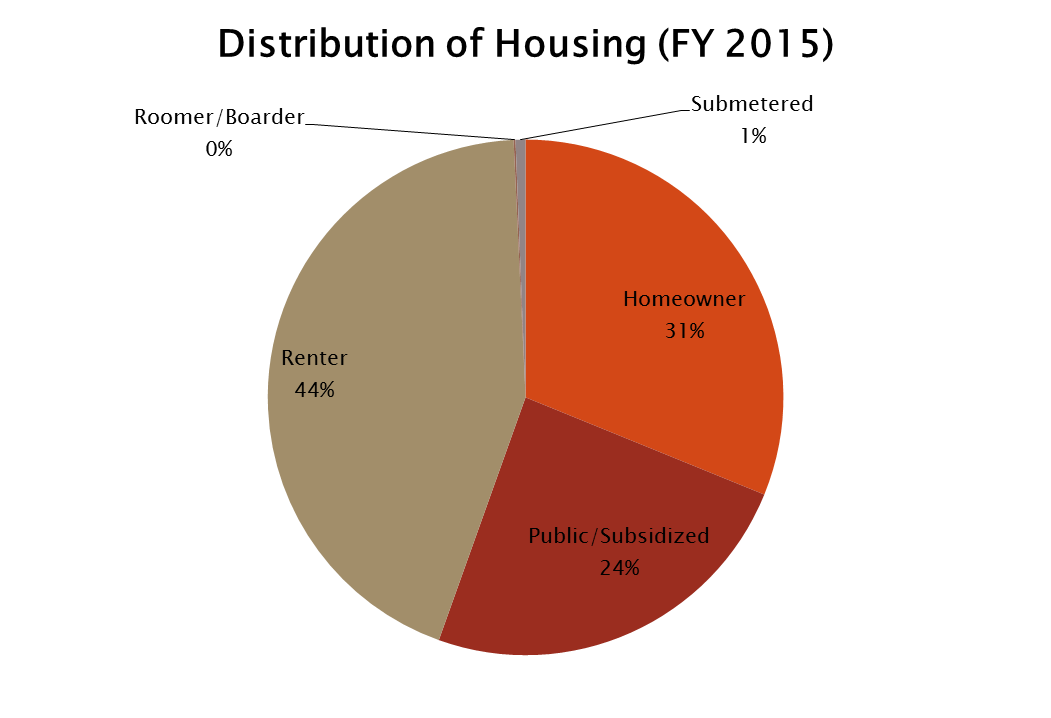 Distribution of Housing (FY 2015)
Roomer/Boarder
0%
Submetered
1%
Homeowner
31%
Renter
44%
Public/Subsidized
24%